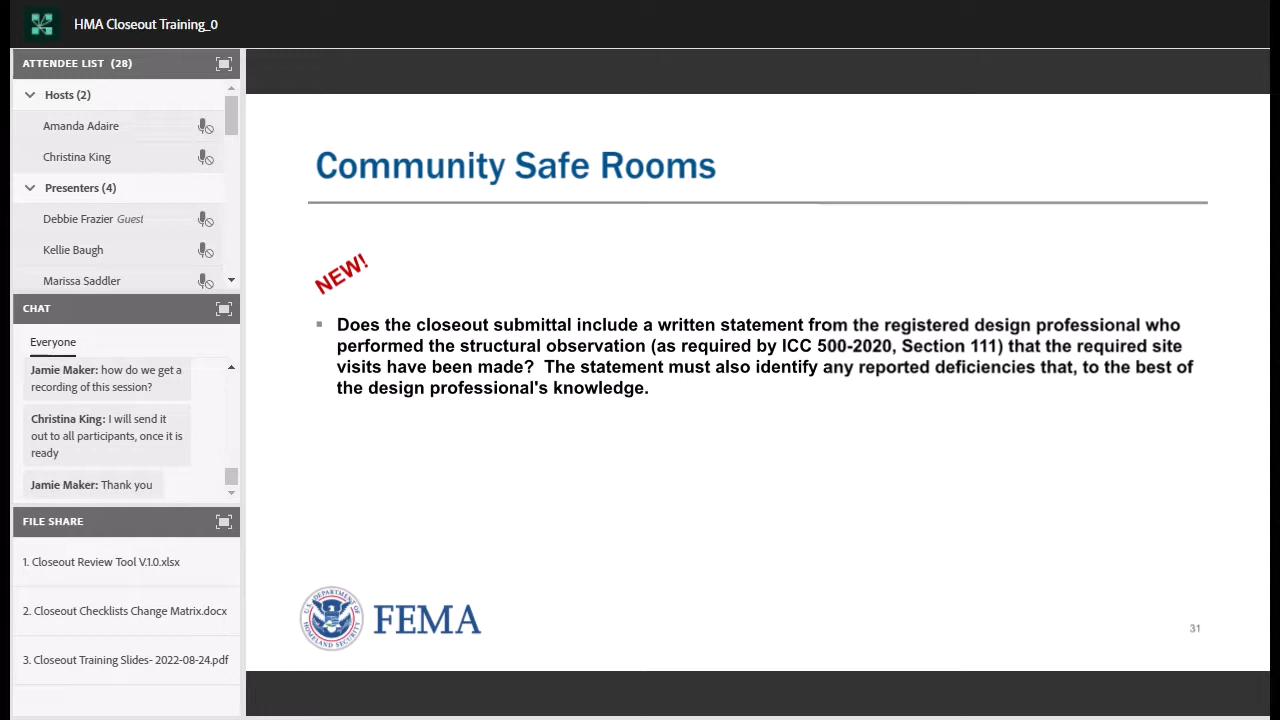 HMA Closeout Training_0
ATTENDEE LIST (28)
Hosts (2)
Amanda Adaire
Christina King
Presenters (4)
Debbie Frazier Guest
Kellie Baugh
Marissa Saddler
CHAT
Everyone
Jamie Maker: how do we get a
recording of this session?
Christina King: I will send it
out to all participants, once it is
ready
Jamie Maker: Thank you
FILE SHARE
1. Closeout Review Tool V.1.0.xlsx
2. Closeout Checklists Change Matrix.docx
3. Closeout Training Slides- 2022-08-24.pdf
Community Safe Rooms
NEW!
Does the closeout submittal include a written statement from the registered design professional who
performed the structural observation (as required by ICC 500-2020, Section 111) that the required site
visits have been made?  The statement must also identify any reported deficiencies that, to the best of
the design professional's knowledge.
U.S. DEPARTMENT OF
HOMELAND SECURITY
FEMA
31